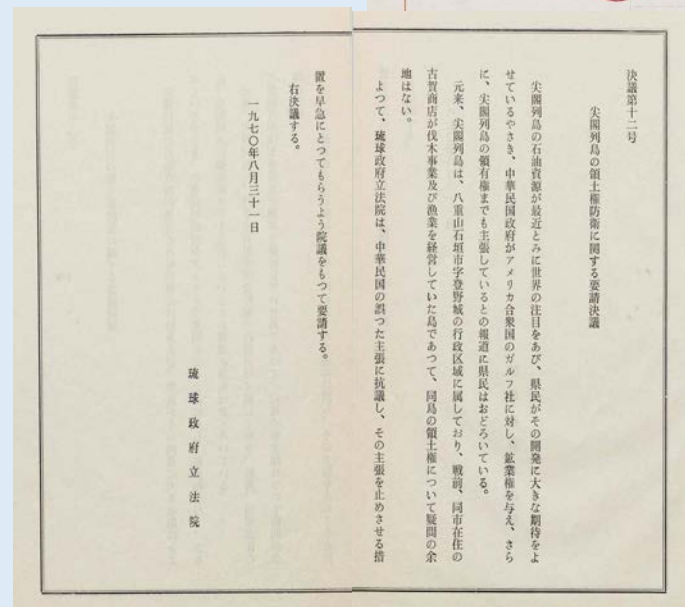 決議第十二号
尖閣列島の領土権防衛に関する要請決議
尖閣列島の石油資源が最近とみに世界の注目をあび、県民がその開発に大きな期待をよ
せているやさき、中華民国政府がアメリカ合衆国のガルフ社に対し、鉱業権を与え、さら
に、尖閣列島の領有権までも主張しているとの報道に県民はおどろいている。
元来、尖閣列島は、八重山石垣市字登野城の行政区域に属しており、戦前、同市在住の
古賀商店が伐木事業及び漁業を経営していた島であつて、同島の領土権について疑問の余
地はない。
よつて、琉球政府立法院は、中華民国の誤つた主張に抗議し、その主張を止めさせる措
置を早急にとつてもらうよう院議をもつて要請する。
右決議する。
一九七〇年八月三十一日
琉球政府立法院